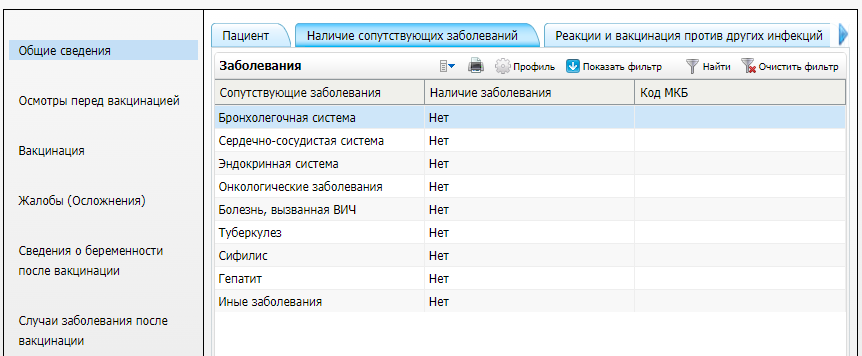 Общие сведения
Осмотры перед вакцинацией
Вакцинация
Жалобы (Осложнения)
Сведения о беременности
после вакцинации
Случаи заболевания после
вакцинации
Пациент Наличие сопутствующих заболеваний Реакции и вакцинация против других инфекций
Заболевания Профиль Показать фильтр Найти Очистить фильтр
Сопутствующие заболевания Наличие заболевания Код МКБ
Бронхолегочная система Нет
Сердечно-сосудистая система Нет
Эндокринная система Нет
Онкологические заболевания Нет
Болезнь, вызванная ВИЧ Нет
Туберкулез Нет
Сифилис Нет
Гепатит Нет
Иные заболевания Нет